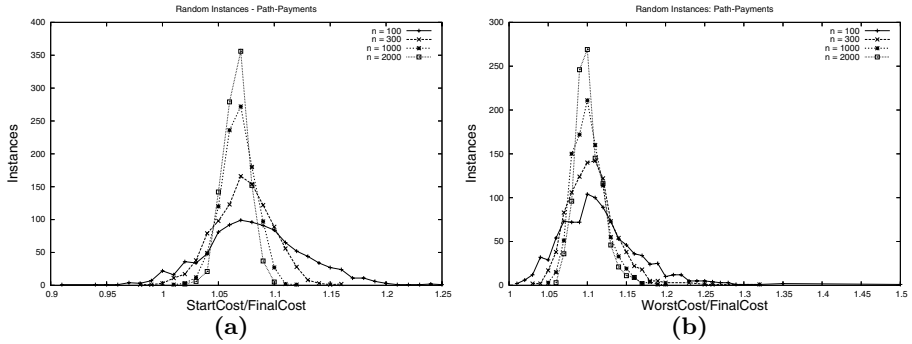 Random Instances - Path-Payments
400
350
300
250
200
150
100
50
0
Instances
n = 100
n = 300
n = 1000
n = 2000
0.9
0.95
1
1.05
1.1
1.15
1.2
1.25
StartCost/FinalCost
(a)
Random Instances: Path-Payments
300
250
200
150
100
50
0
Instances
n = 100
n = 300
n = 1000
n = 2000
1
1.05
1.1
1.15
1.2
1.25
1.3
1.35
1.4
1.45
1.5
WorstCost/FinalCost
(b)